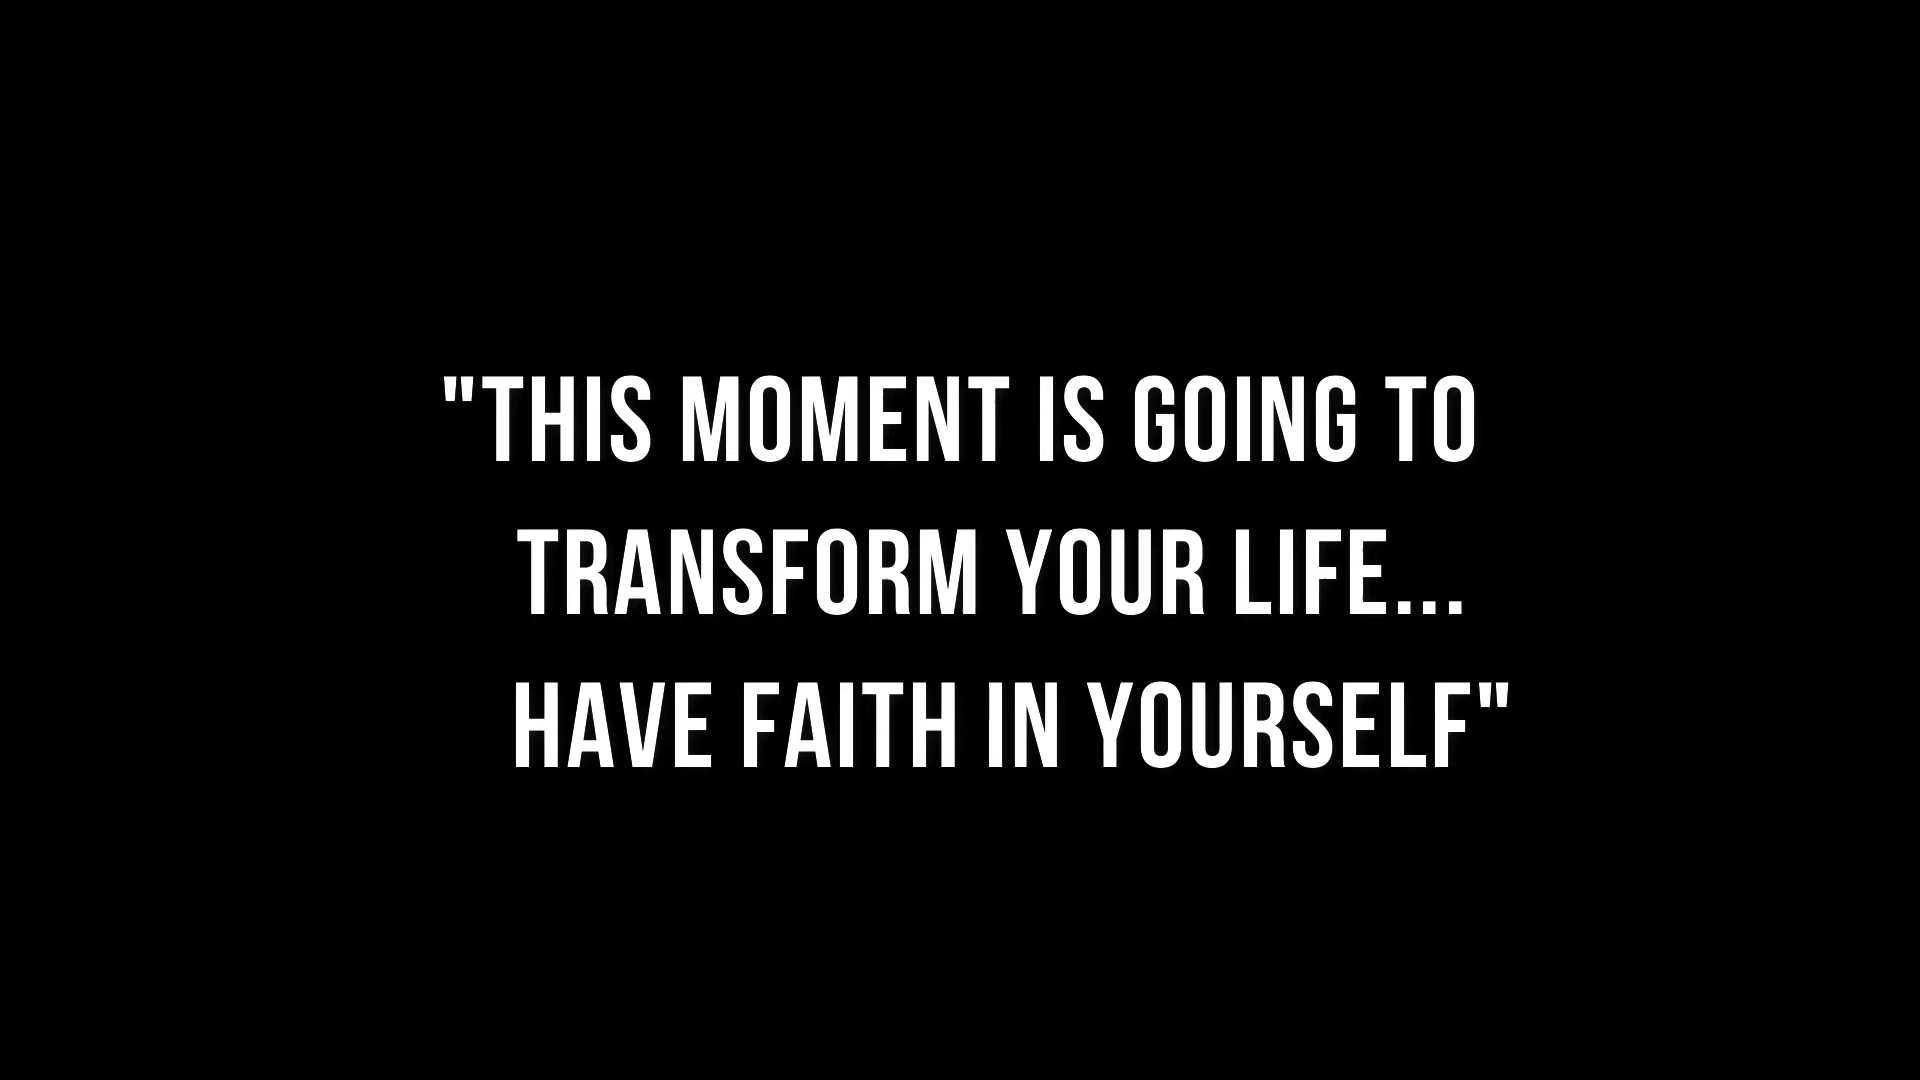 "THIS MOMENT IS GOING TO
TRANSFORM YOUR LIFE...
HAVE FAITH IN YOURSELF"